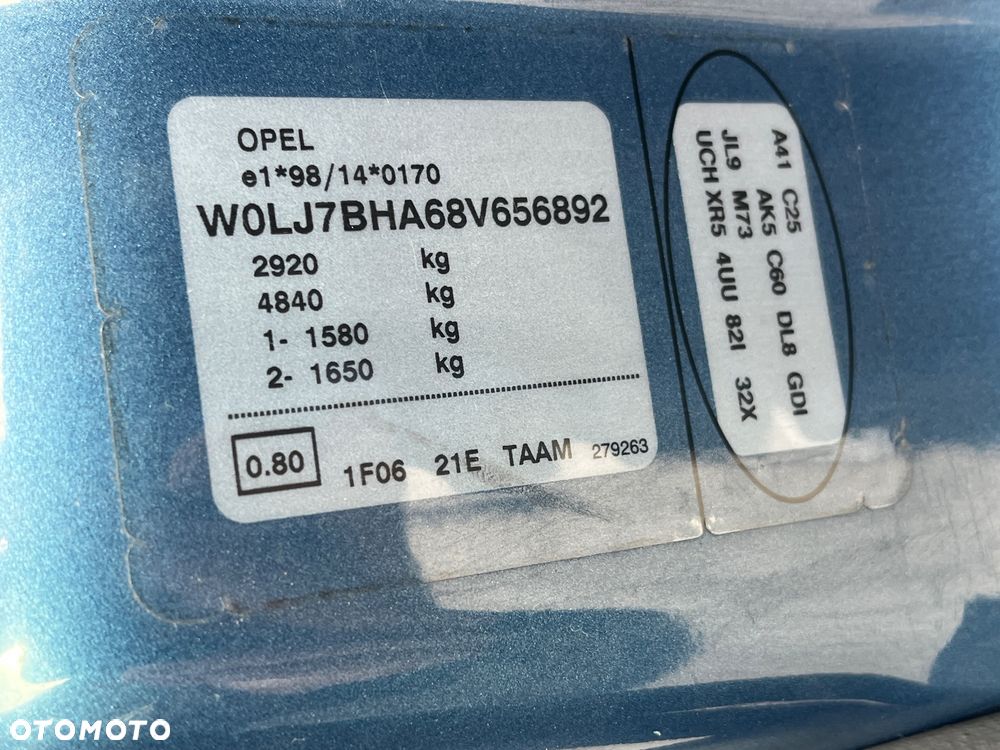 OPEL
e1*98/14*0170
W0LJ7BHA68V656892
2920 kg
4840 kg
1- 1580 kg
2- 1650 kg
0.80 1F06 21E TAAM 279263
A41 C25
AK5 C60 DL8 GDI
JL9 M73
UCH XR5 4UU 82I 32X
OTOMOTO